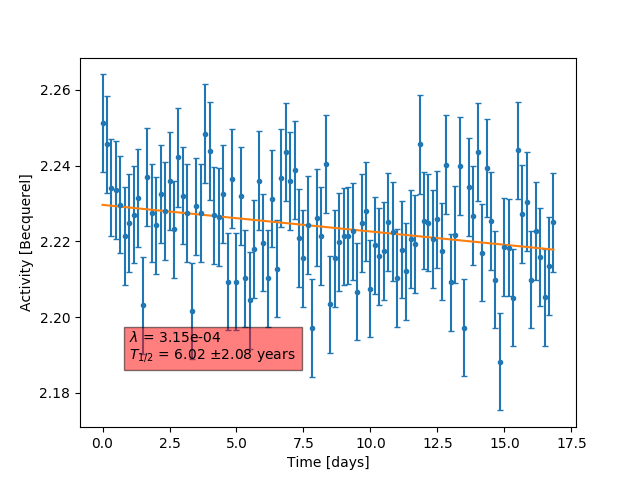 2.26
2.24
2.22
2.20
2.18
Activity [Becquerel]
λ = 3.15e-04
T1/2 = 6.02 ±2.08 years
0.0 2.5 5.0 7.5 10.0 12.5 15.0 17.5
Time [days]